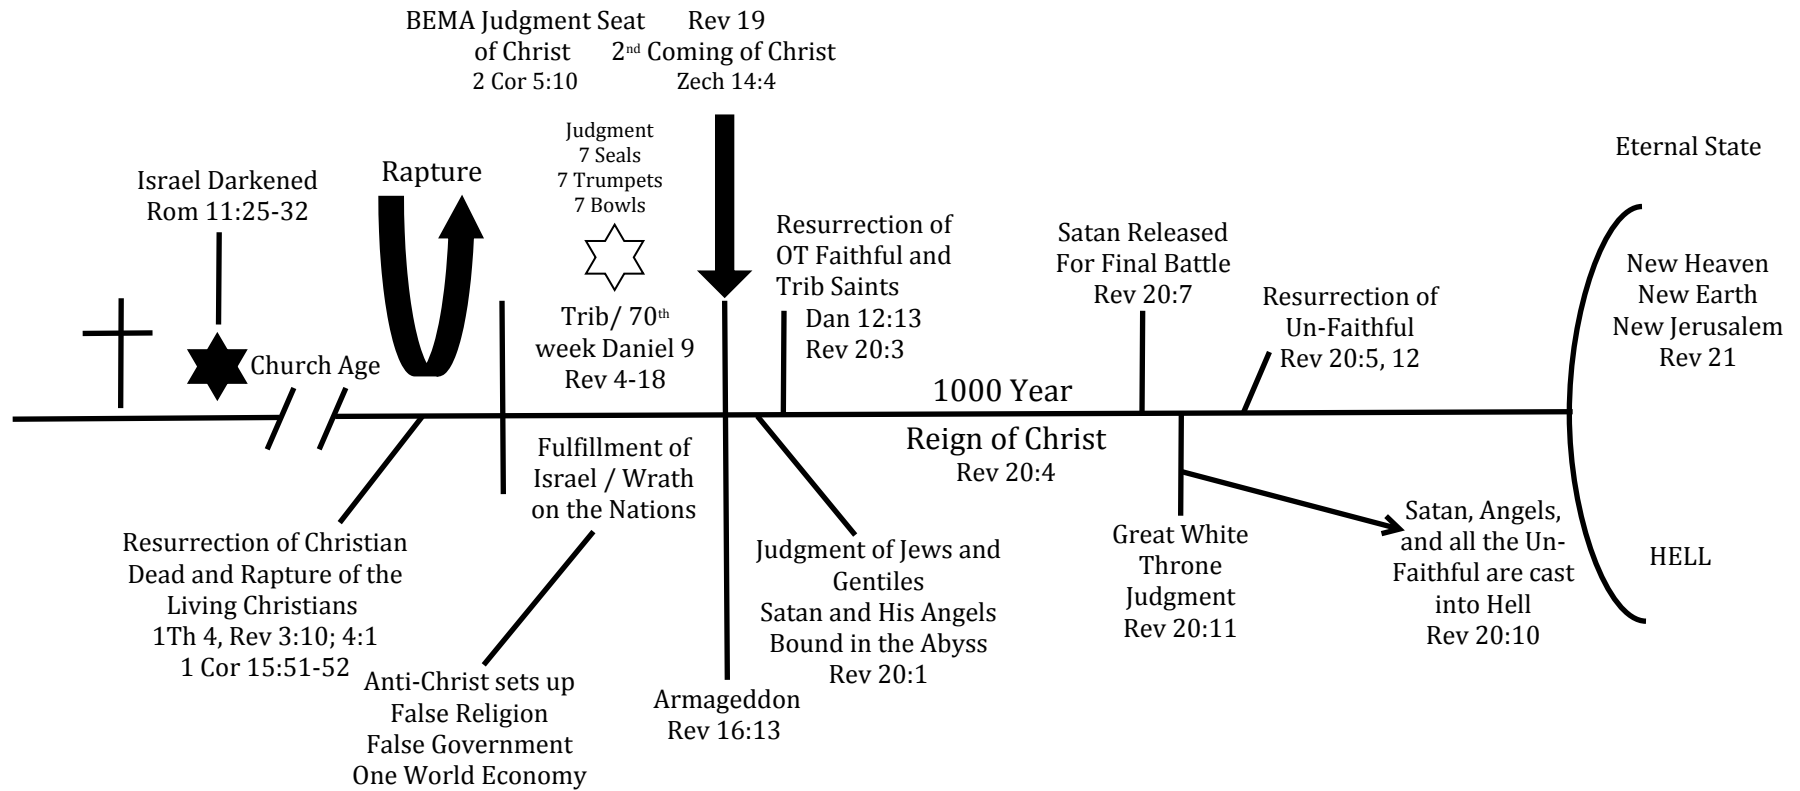 BEMA Judgment Seat
of Christ
2 Cor 5:10
Rev 19
2nd Coming of Christ
Zech 14:4
Judgment
7 Seals
7 Trumpets
7 Bowls
Eternal State
Israel Darkened
Rom 11:25-32
Rapture
Church Age
Trib/ 70th
week Daniel 9
Rev 4-18
Resurrection of
OT Faithful and
Trib Saints
Dan 12:13
Rev 20:3
Satan Released
For Final Battle
Rev 20:7
Resurrection of
Un-Faithful
Rev 20:5, 12
New Heaven
New Earth
New Jerusalem
Rev 21
1000 Year
Reign of Christ
Rev 20:4
Fulfillment of
Israel / Wrath
on the Nations
Resurrection of Christian
Dead and Rapture of the
Living Christians
1Th 4, Rev 3:10; 4:1
1 Cor 15:51-52
Anti-Christ sets up
False Religion
False Government
One World Economy
Armageddon
Rev 16:13
Judgment of Jews and
Gentiles
Satan and His Angels
Bound in the Abyss
Rev 20:1
Great White
Throne
Judgment
Rev 20:11
Satan, Angels,
and all the Un-
Faithful are cast
into Hell
Rev 20:10
HELL